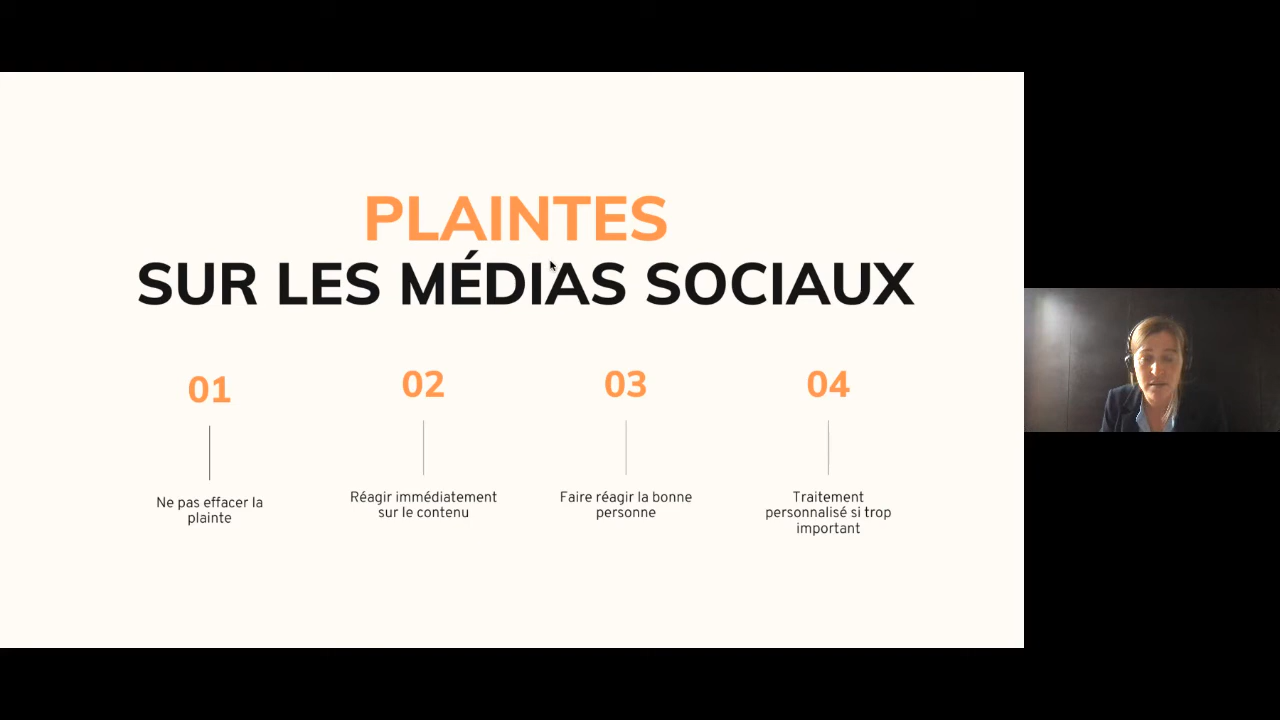 PLAINTES
SUR LES MÉDIAS SOCIAUX
01
Ne pas effacer la
plainte
02
Réagir immédiatement
sur le contenu
03
Faire réagir la bonne
personne
04
Traitement
personnalisé si trop
important